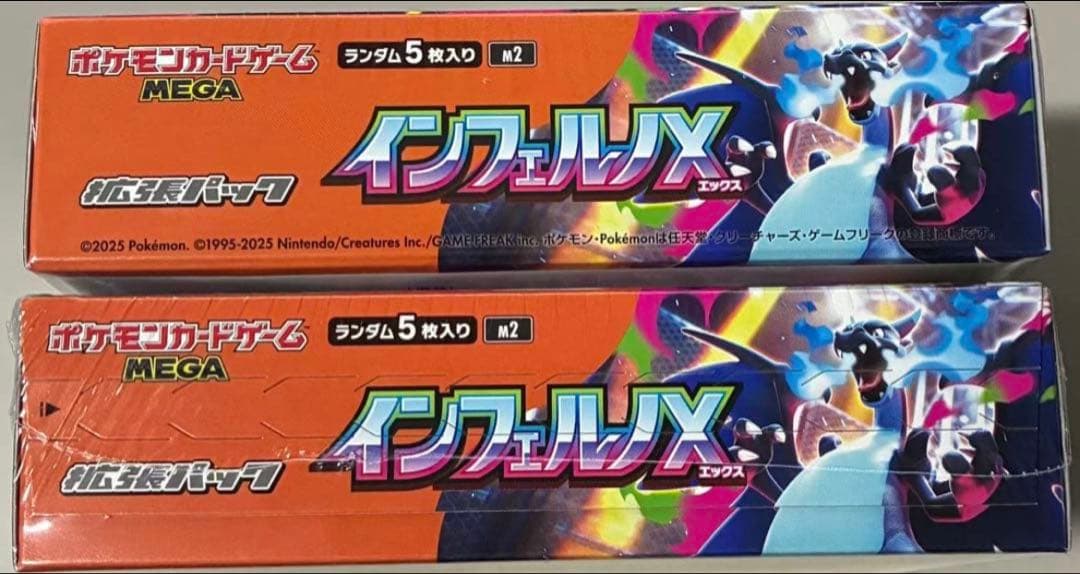 ポケモンカードゲーム
MEGA
ランダム5枚入り M2
インフェルノX
エックス
拡張パック
©2025 Pokémon. ©1995-2025 Nintendo/Creatures Inc./GAME FREAK inc. ポケモン・Pokémonは任天堂・クリーチャーズ・ゲームフリークの登録商標です。
ポケモンカードゲーム
MEGA
ランダム5枚入り M2
インフェルノX
エックス
拡張パック